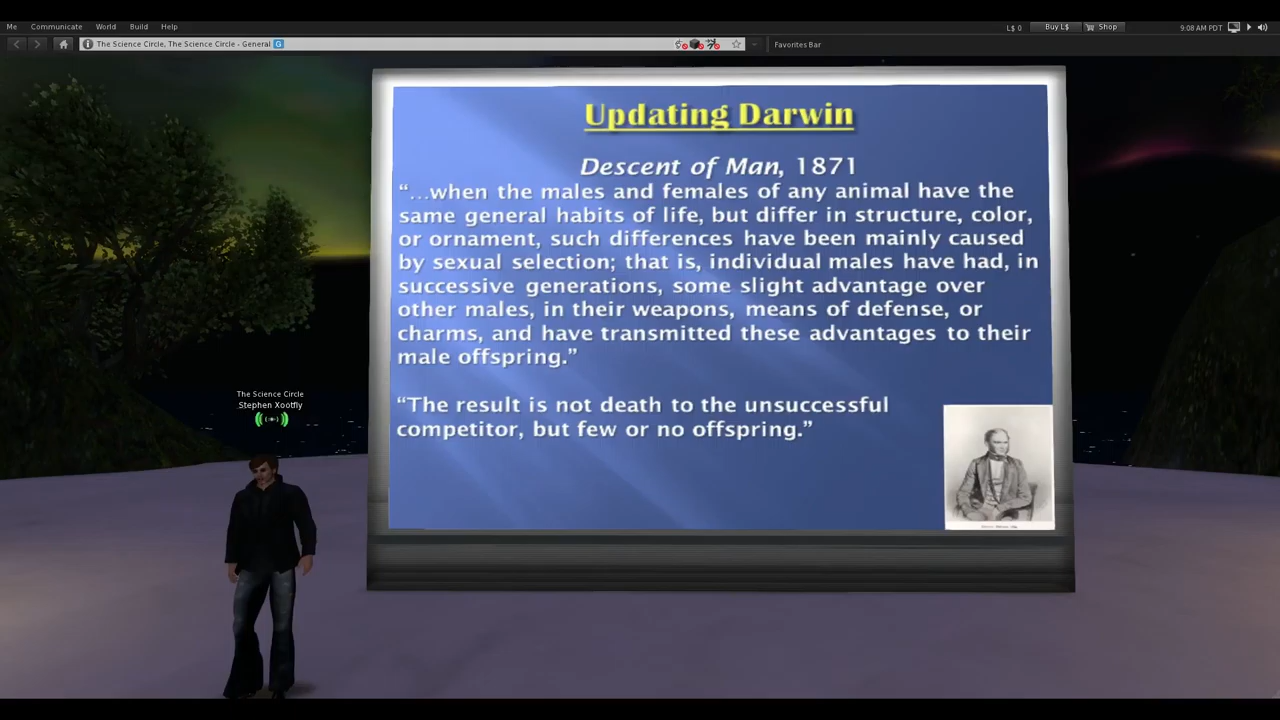 Me Communicate World Build Help L$ 0 Buy L$ Shop 9:08 AM PDT
The Science Circle, The Science Circle - General G Favorites Bar
Updating Darwin
Descent of Man, 1871
“...when the males and females of any animal have the
same general habits of life, but differ in structure, color,
or ornament, such differences have been mainly caused
by sexual selection; that is, individual males have had, in
successive generations, some slight advantage over
other males, in their weapons, means of defense, or
charms, and have transmitted these advantages to their
male offspring.”
“The result is not death to the unsuccessful
competitor, but few or no offspring.”
The Science Circle
Stephen Xootfly